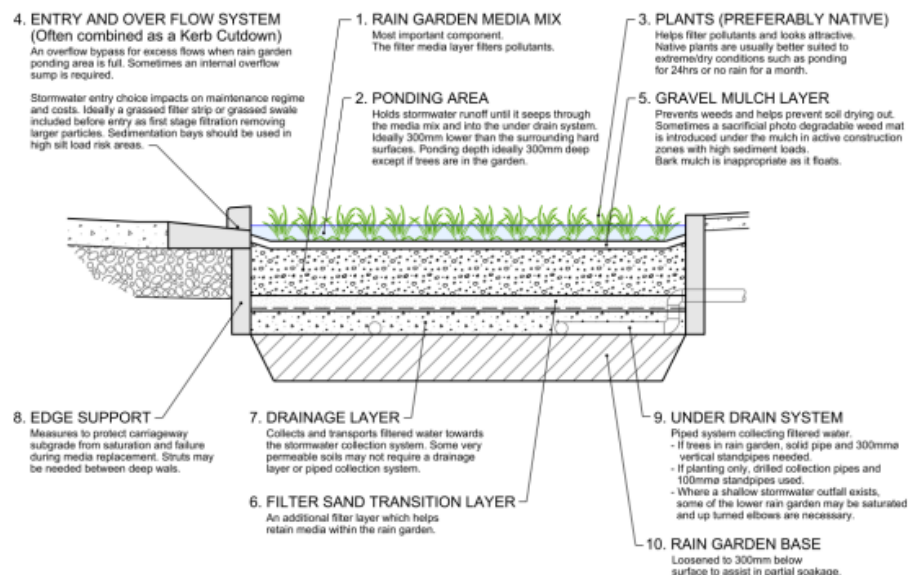 4. ENTRY AND OVER FLOW SYSTEM
(Often combined as a Kerb Cutdown)
An overflow bypass for excess flows when rain garden
ponding area is full. Sometimes an internal overflow
sump is required.
Stormwater entry choice impacts on maintenance regime
and costs. Ideally a grassed filter strip or grassed swale
included before entry as first stage filtration removing
larger particles. Sedimentation bays should be used in
high silt load risk areas.
1. RAIN GARDEN MEDIA MIX
Most important component.
The filter media layer filters pollutants.
2. PONDING AREA
Holds stormwater runoff until it seeps through
the media mix and into the under drain system.
Ideally 300mm lower than the surrounding hard
surfaces. Ponding depth ideally 300mm deep
except if trees are in the garden.
3. PLANTS (PREFERABLY NATIVE)
Helps filter pollutants and looks attractive.
Native plants are usually better suited to
extreme/dry conditions such as ponding
for 24hrs or no rain for a month.
5. GRAVEL MULCH LAYER
Prevents weeds and helps prevent soil drying out.
Sometimes a sacrificial photo degradable weed mat
is introduced under the mulch in active construction
zones with high sediment loads.
Bark mulch is inappropriate as it floats.
8. EDGE SUPPORT
Measures to protect carriageway
subgrade from saturation and failure
during media replacement. Struts may
be needed between deep wals.
7. DRAINAGE LAYER
Collects and transports filtered water towards
the stormwater collection system. Some very
permeable soils may not require a drainage
layer or piped collection system.
6. FILTER SAND TRANSITION LAYER
An additional filter layer which helps
retain media within the rain garden.
9. UNDER DRAIN SYSTEM
Piped system collecting filtered water.
- If trees in rain garden, solid pipe and 300mmø
vertical standpipes needed.
- If planting only, drilled collection pipes and
100mmø standpipes used.
- Where a shallow stormwater outfall exists,
some of the lower rain garden may be saturated
and up turned elbows are necessary.
10. RAIN GARDEN BASE
Loosened to 300mm below
surface to assist in partial soakage.